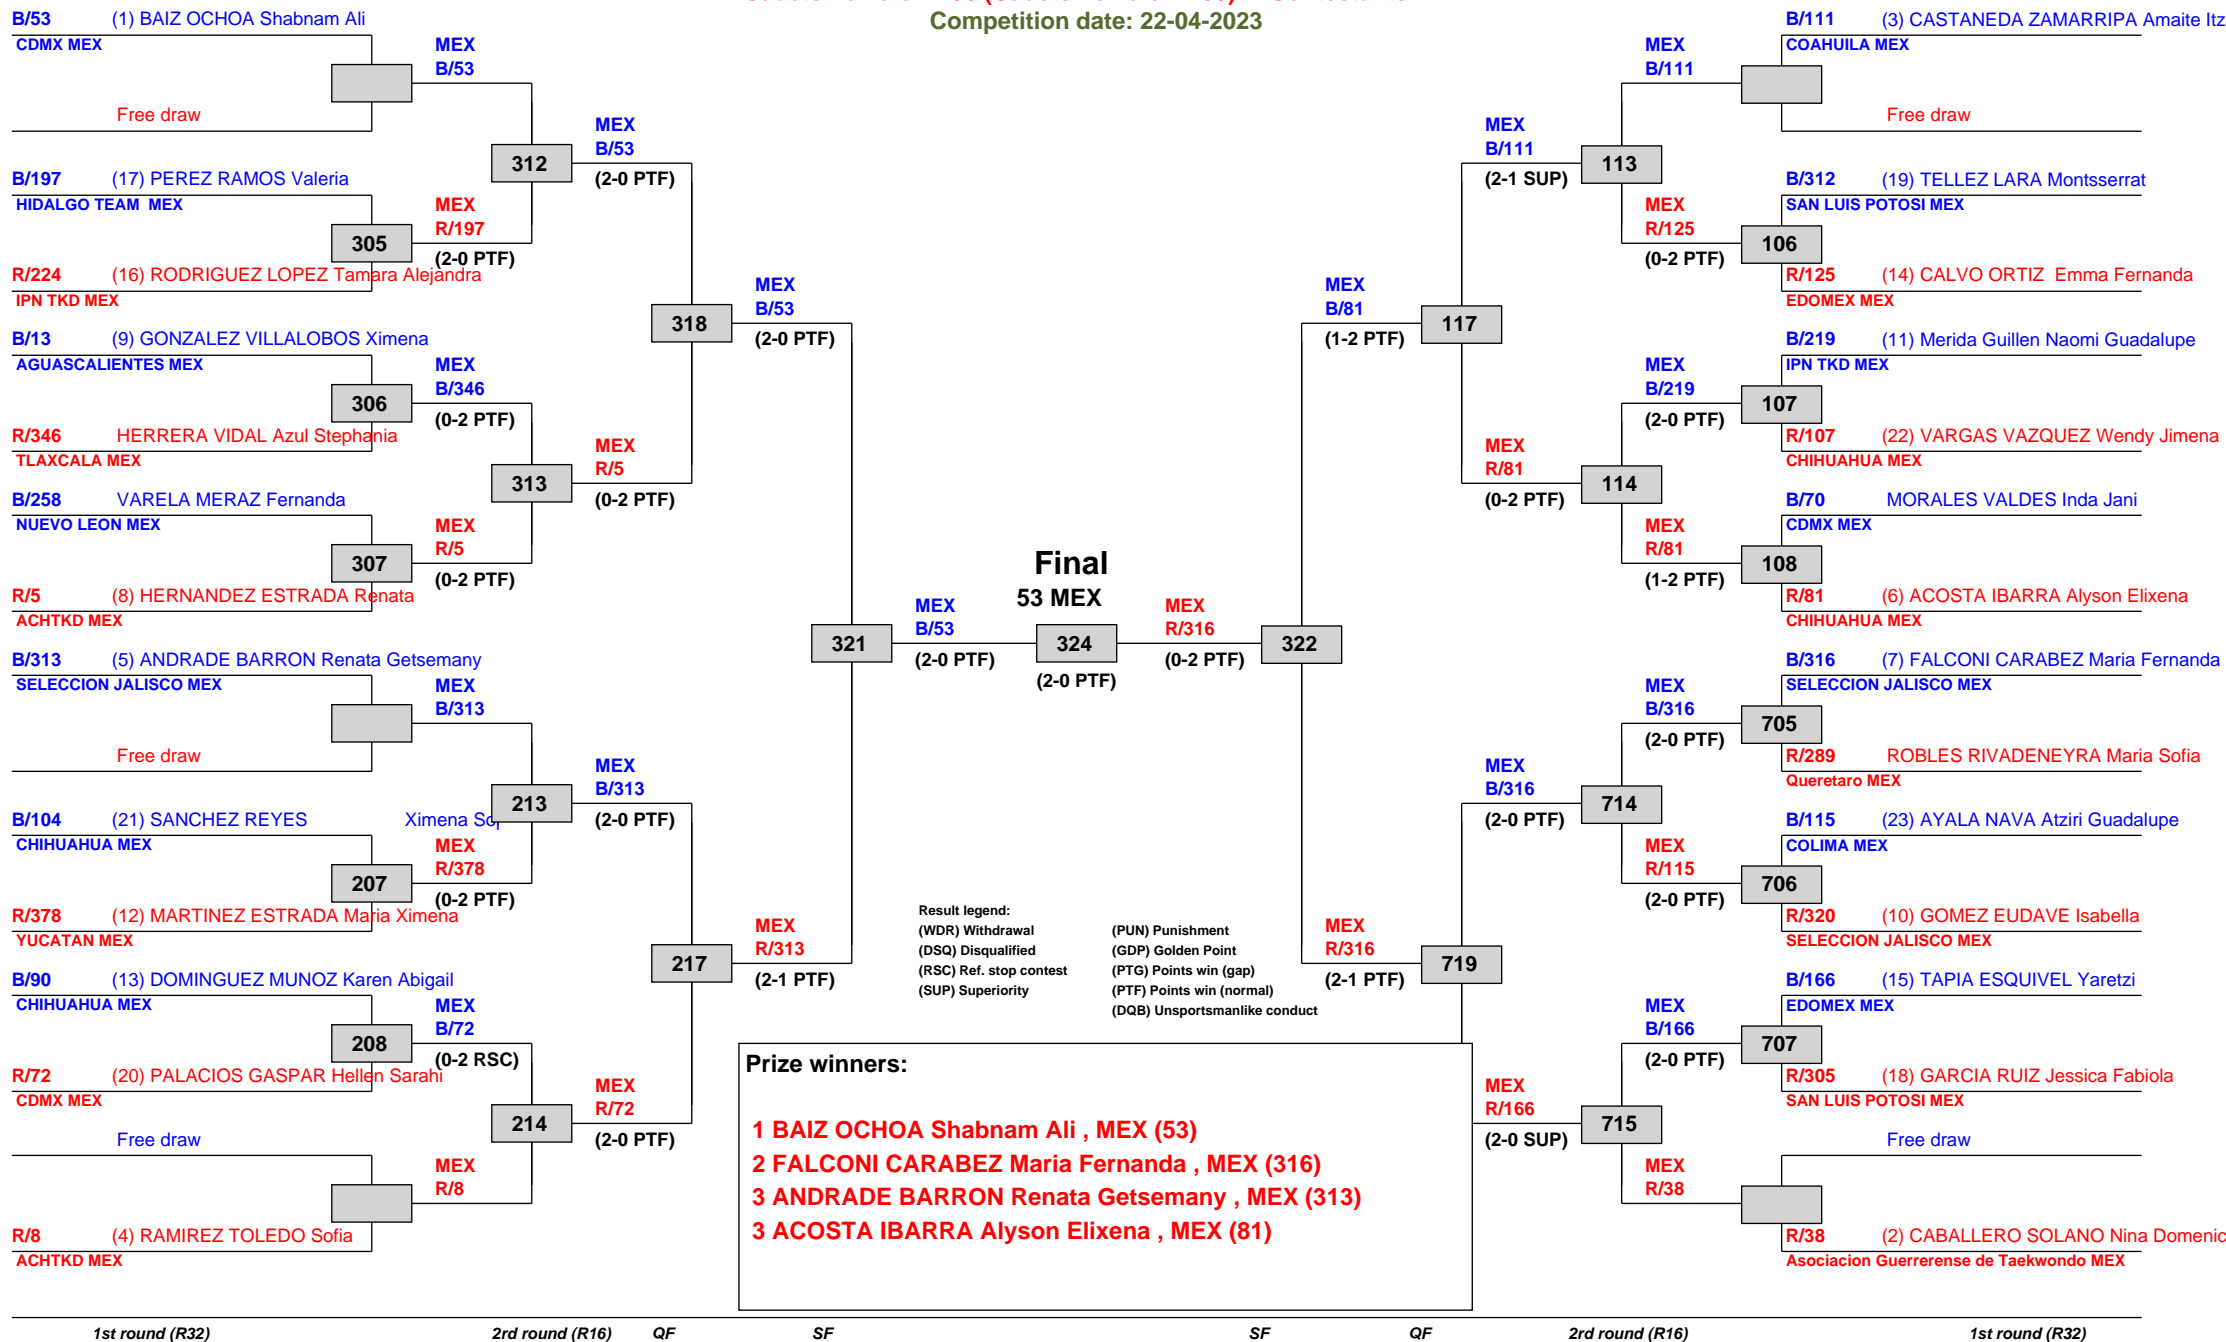 Competition date: 22-04-2023
B/53 (1) BAIZ OCHOA Shabnam Ali
CDMX MEX
Free draw
B/197 (17) PEREZ RAMOS Valeria
HIDALGO TEAM  MEX
305
R/224 (16) RODRIGUEZ LOPEZ Tamara Alejandra
IPN TKD MEX
B/13 (9) GONZALEZ VILLALOBOS Ximena
AGUASCALIENTES MEX
306
R/346 HERRERA VIDAL Azul Stephania
TLAXCALA MEX
B/258 VARELA MERAZ Fernanda
NUEVO LEON MEX
307
R/5 (8) HERNANDEZ ESTRADA Renata
ACHTKD MEX
B/313 (5) ANDRADE BARRON Renata Getsemany
SELECCION JALISCO MEX
Free draw
B/104 (21) SANCHEZ REYES Ximena
CHIHUAHUA MEX
207
R/378 (12) MARTINEZ ESTRADA Maria Ximena
YUCATAN MEX
B/90 (13) DOMINGUEZ MUNOZ Karen Abigail
CHIHUAHUA MEX
208
R/72 (20) PALACIOS GASPAR Hellen Sarahi
CDMX MEX
Free draw
R/8 (4) RAMIREZ TOLEDO Sofia
ACHTKD MEX
MEX
B/53
312
MEX
R/197
(2-0 PTF)
MEX
B/346
(0-2 PTF)
313
MEX
R/5
(0-2 PTF)
MEX
B/313
213
MEX
R/378
(0-2 PTF)
MEX
B/72
(0-2 RSC)
214
MEX
R/8
MEX
B/53
(2-0 PTF)
318
MEX
R/5
(0-2 PTF)
MEX
B/313
(2-0 PTF)
217
MEX
R/72
(2-0 PTF)
MEX
B/53
(2-0 PTF)
321
MEX
R/313
(2-1 PTF)
MEX
B/53
(2-0 PTF)
Final
53 MEX
324
(2-0 PTF)
MEX
R/316
(0-2 PTF)
322
MEX
B/81
(1-2 PTF)
117
MEX
R/316
(2-1 PTF)
719
MEX
B/111
(2-1 SUP)
113
MEX
R/81
(0-2 PTF)
114
MEX
B/316
(2-0 PTF)
714
MEX
R/166
(2-0 SUP)
715
MEX
B/111
MEX
R/125
(0-2 PTF)
MEX
B/219
(2-0 PTF)
MEX
R/81
(1-2 PTF)
MEX
B/316
(2-0 PTF)
MEX
R/115
(2-0 PTF)
MEX
B/166
(2-0 PTF)
MEX
R/38
B/111 (3) CASTANEDA ZAMARRIPA Amaite Itz
COAHUILA MEX
Free draw
B/312 (19) TELLEZ LARA Montsserrat
SAN LUIS POTOSI MEX
106
R/125 (14) CALVO ORTIZ  Emma Fernanda
EDOMEX MEX
B/219 (11) Merida Guillen Naomi Guadalupe
IPN TKD MEX
107
R/107 (22) VARGAS VAZQUEZ Wendy Jimena
CHIHUAHUA MEX
B/70 MORALES VALDES Inda Jani
CDMX MEX
108
R/81 (6) ACOSTA IBARRA Alyson Elixena
CHIHUAHUA MEX
B/316 (7) FALCONI CARABEZ Maria Fernanda
SELECCION JALISCO MEX
705
R/289 ROBLES RIVADENEYRA Maria Sofia
Queretaro MEX
B/115 (23) AYALA NAVA Atziri Guadalupe
COLIMA MEX
706
R/320 (10) GOMEZ EUDAVE Isabella
SELECCION JALISCO MEX
B/166 (15) TAPIA ESQUIVEL Yaretzi
EDOMEX MEX
707
R/305 (18) GARCIA RUIZ Jessica Fabiola
SAN LUIS POTOSI MEX
Free draw
R/38 (2) CABALLERO SOLANO Nina Domenic
Asociacion Guerrerense de Taekwondo MEX
Result legend:
(WDR) Withdrawal (PUN) Punishment
(DSQ) Disqualified (GDP) Golden Point
(RSC) Ref. stop contest (PTG) Points win (gap)
(SUP) Superiority (PTF) Points win (normal)
(DQB) Unsportsmanlike conduct
Prize winners:
1 BAIZ OCHOA Shabnam Ali , MEX (53)
2 FALCONI CARABEZ Maria Fernanda , MEX (316)
3 ANDRADE BARRON Renata Getsemany , MEX (313)
3 ACOSTA IBARRA Alyson Elixena , MEX (81)
1st round (R32) 2rd round (R16) QF SF SF QF 2rd round (R16) 1st round (R32)